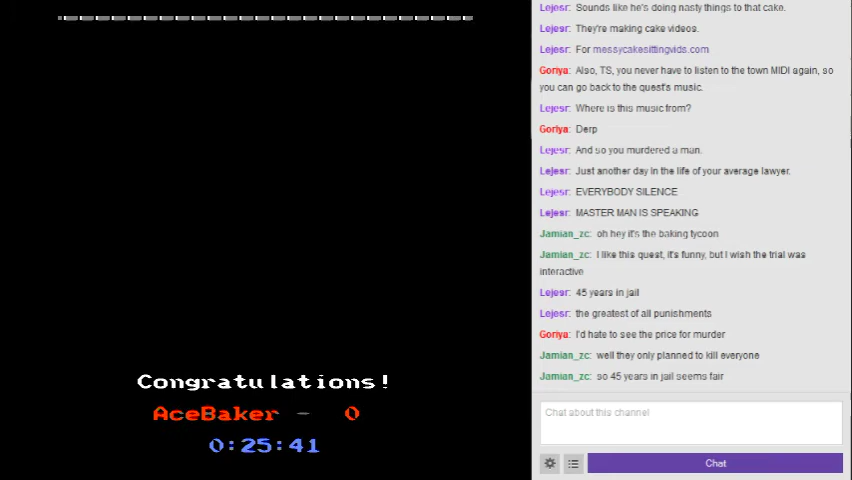 Congratulations!
AceBaker - 0
0:25:41
Lejesr: Sounds like he's doing nasty things to that cake.
Lejesr: They're making cake videos.
Lejesr: For messycakesittingvids.com
Goriya: Also, TS, you never have to listen to the town MIDI again, so
you can go back to the quest's music.
Lejesr: Where is this music from?
Goriya: Derp
Lejesr: And so you murdered a man.
Lejesr: Just another day in the life of your average lawyer.
Lejesr: EVERYBODY SILENCE
Lejesr: MASTER MAN IS SPEAKING
Jamian_zc: oh hey it's the baking tycoon
Jamian_zc: I like this quest, it's funny, but I wish the trial was
interactive
Lejesr: 45 years in jail
Lejesr: the greatest of all punishments
Goriya: I'd hate to see the price for murder
Jamian_zc: well they only planned to kill everyone
Jamian_zc: so 45 years in jail seems fair
Chat about this channel
Chat